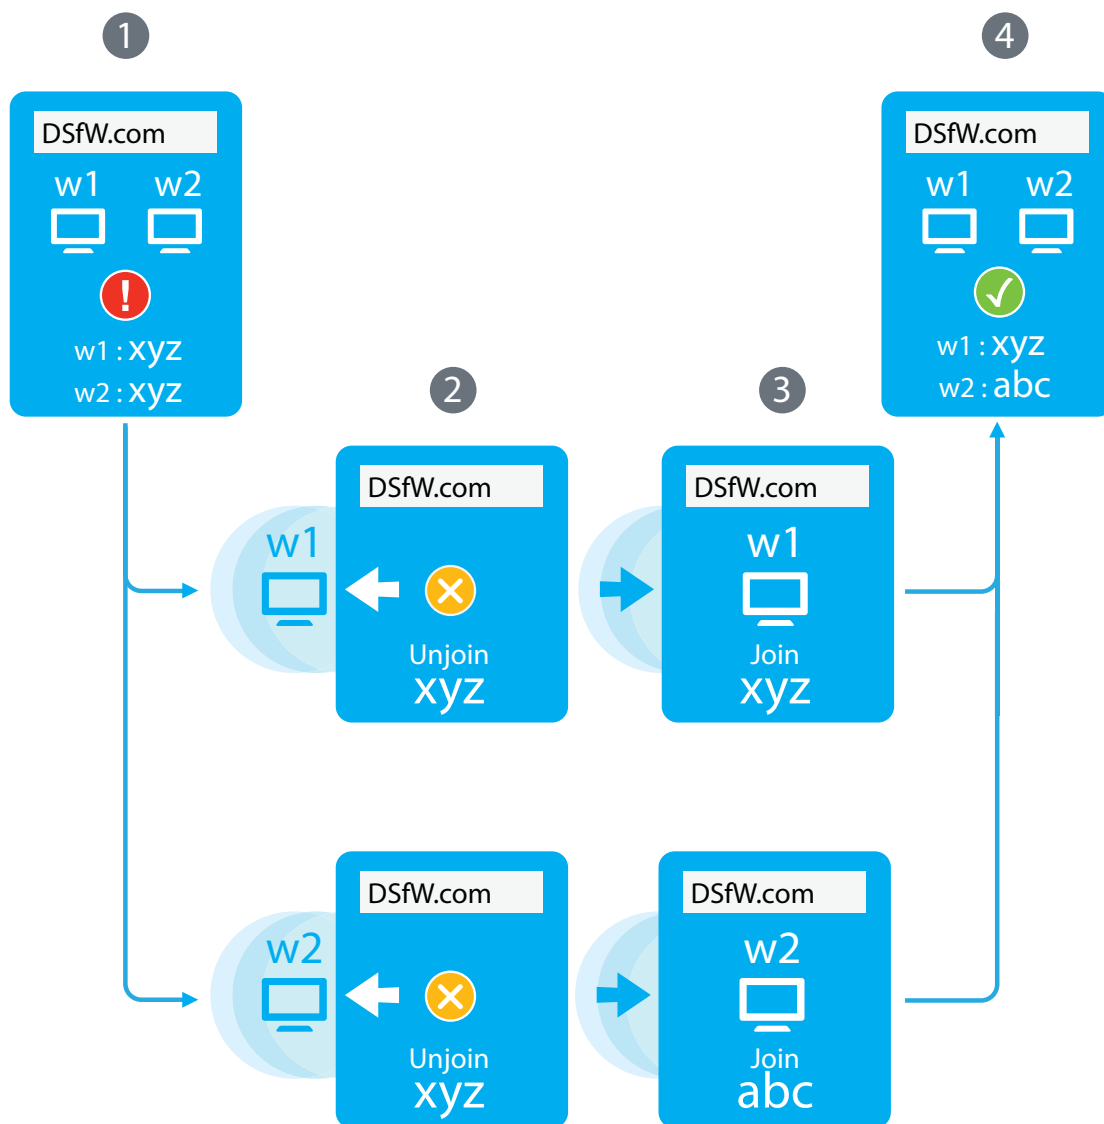 1
DSfW.com
w1 w2
!
w1 : xyz
w2 : xyz
2
DSfW.com
w1
Unjoin
xyz
3
DSfW.com
w1
Join
xyz
4
DSfW.com
w1 w2
w1 : xyz
w2 : abc
DSfW.com
w2
Unjoin
xyz
DSfW.com
w2
Join
abc